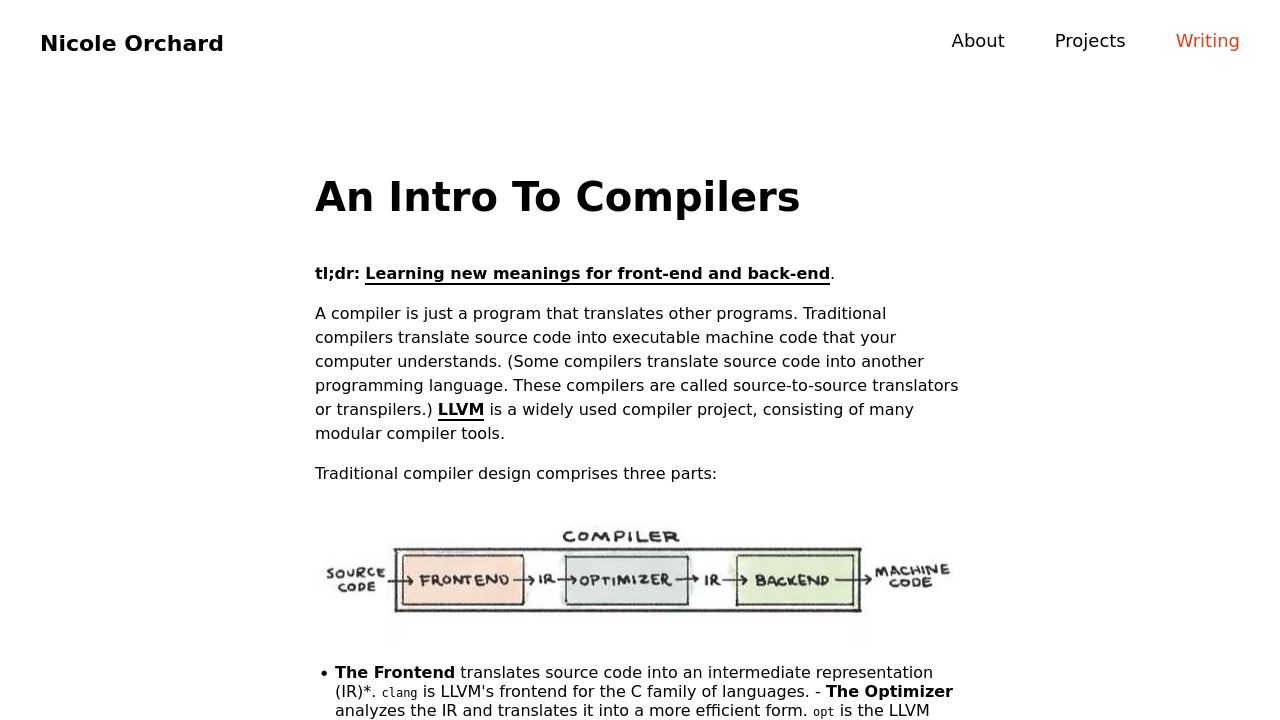 Nicole Orchard
About Projects Writing
An Intro To Compilers
tl;dr: Learning new meanings for front-end and back-end.
A compiler is just a program that translates other programs. Traditional
compilers translate source code into executable machine code that your
computer understands. (Some compilers translate source code into another
programming language. These compilers are called source-to-source translators
or transpilers.) LLVM is a widely used compiler project, consisting of many
modular compiler tools.
Traditional compiler design comprises three parts:
COMPILER
SOURCE CODE
FRONTEND
IR
OPTIMIZER
IR
BACKEND
MACHINE CODE
• The Frontend translates source code into an intermediate representation
(IR)*. clang is LLVM's frontend for the C family of languages. - The Optimizer
analyzes the IR and translates it into a more efficient form. opt is the LLVM